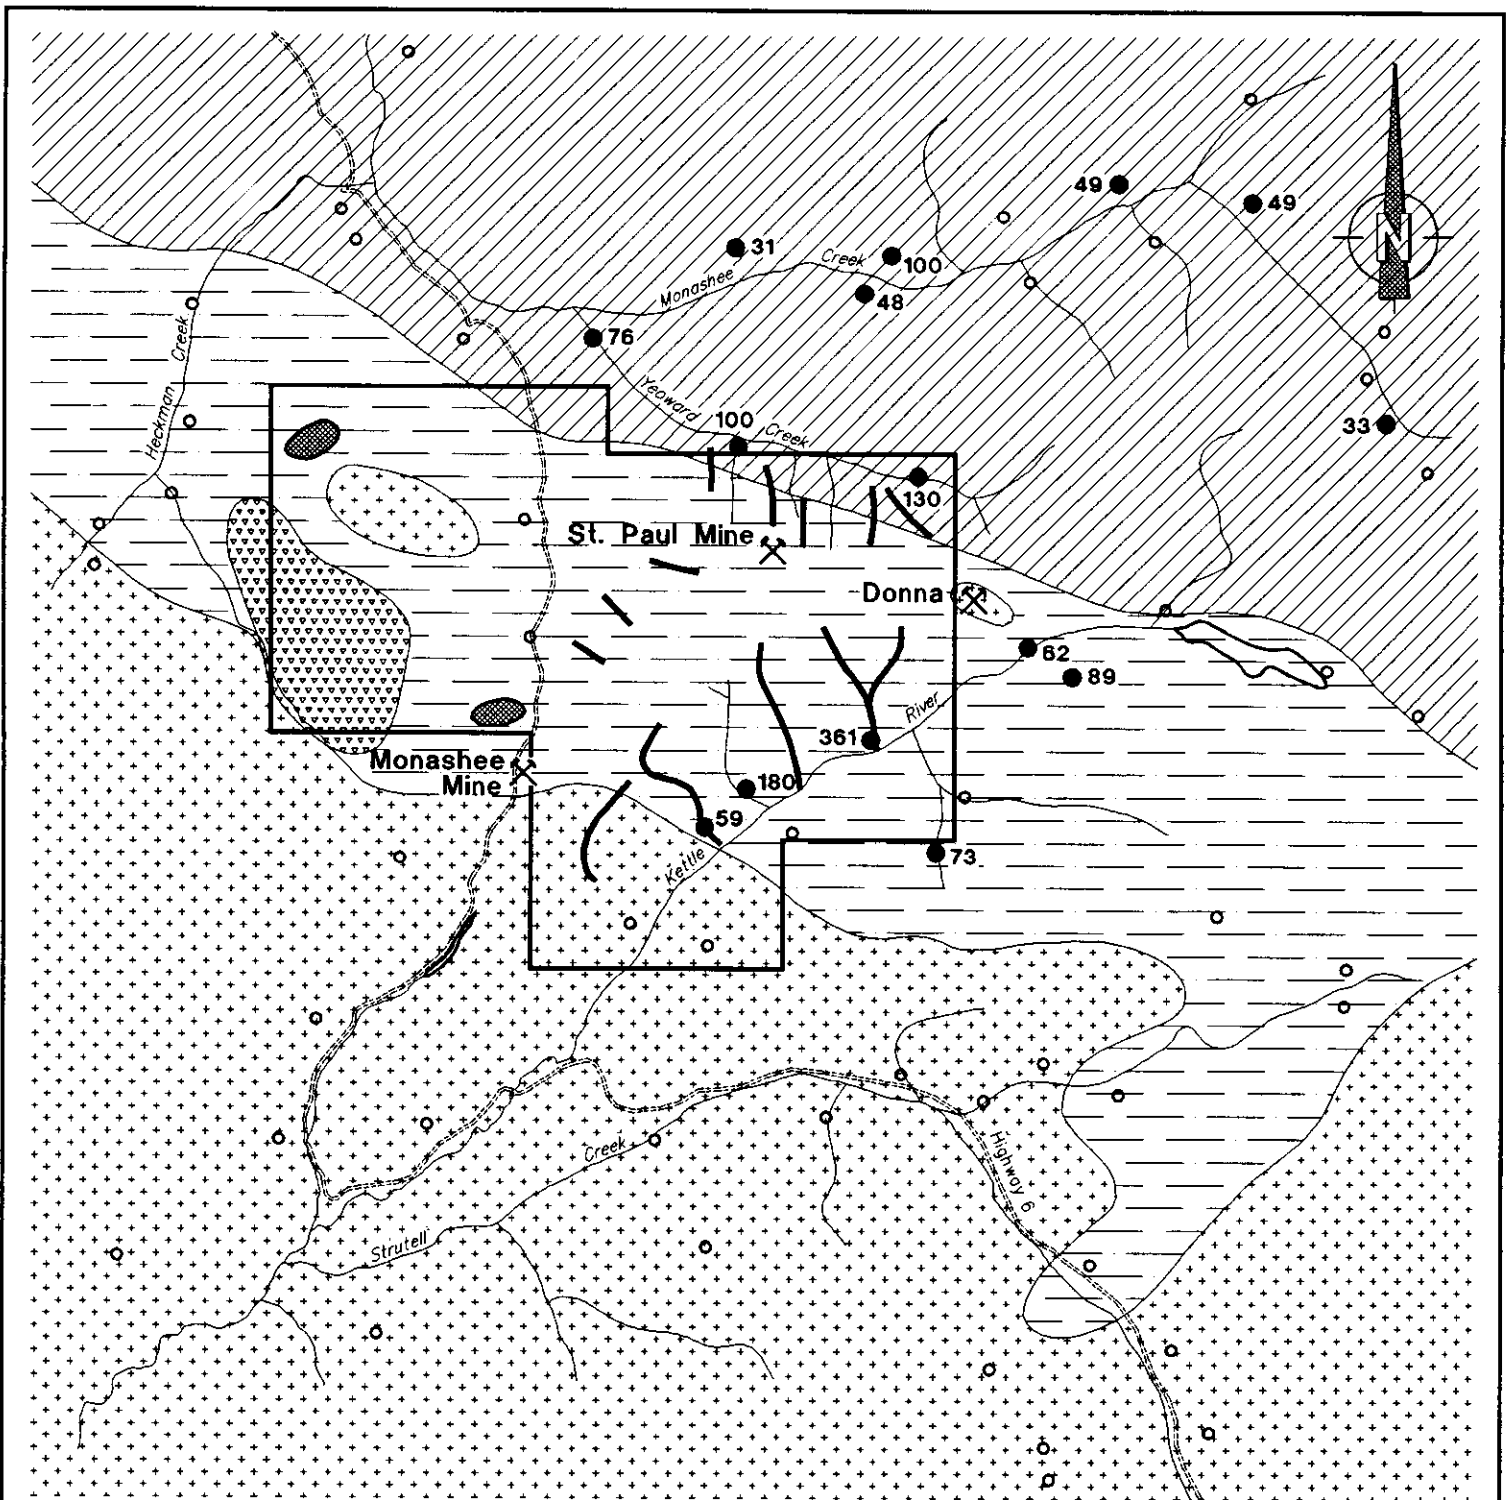 49
49
N
31
Creek
100
Monashee
48
76
Heckman Creek
Yeoward Creek
100
33
130
St. Paul Mine
Donna
62
89
River
361
Monashee
Mine
180
59
Kettle
73
Highway 6
Creek
Strutell